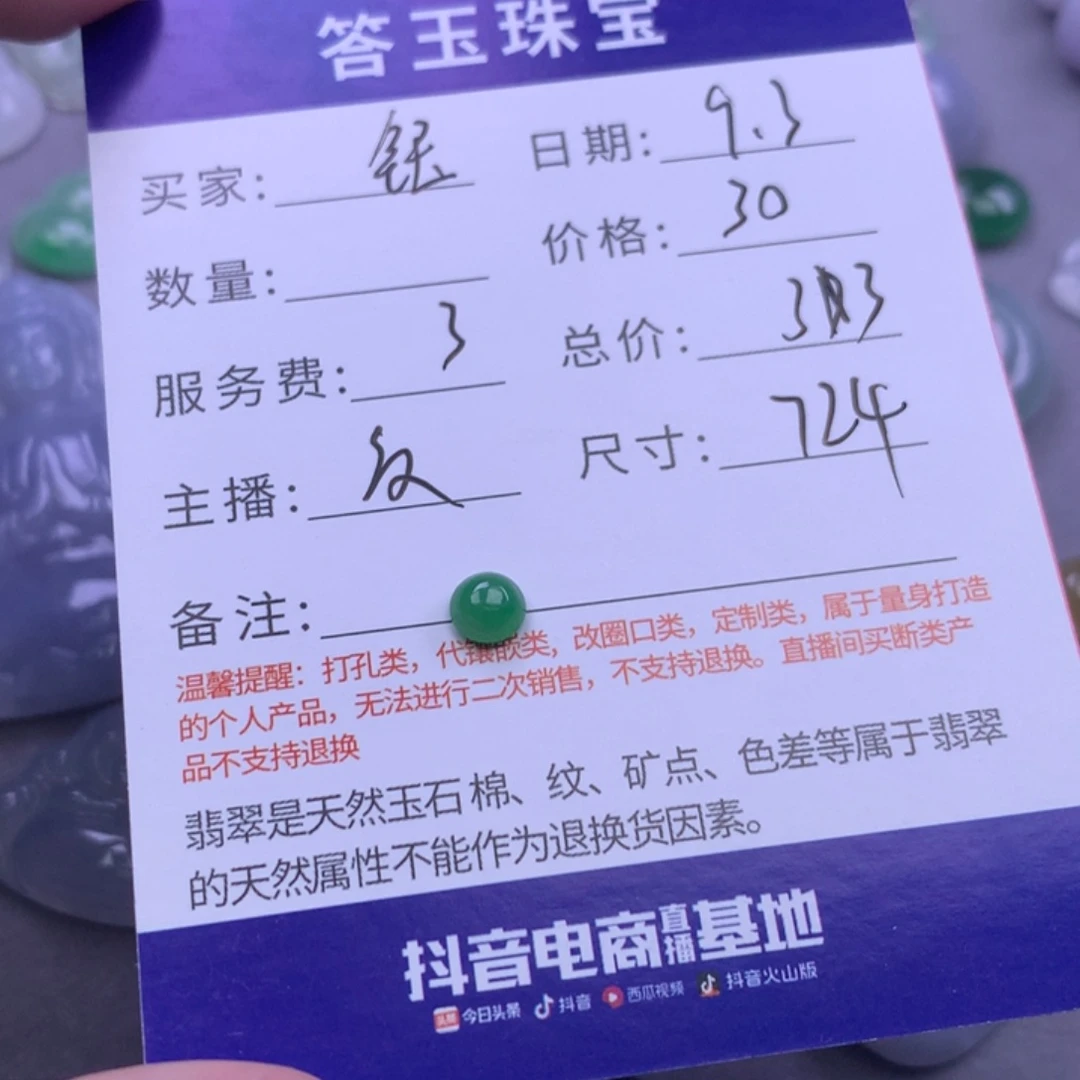 答玉珠宝
买家： 银 日期： 9.3
数量： 价格： 30
服务费： 3 总价：
主播： 尺寸： 724
备注：
温馨提醒：打孔类，代镶嵌类，改圈口类，定制类，属于量身打造
的个人产品，无法进行二次销售，不支持退换。直播间买断类产
品不支持退换
翡翠是天然玉石棉、纹、矿点、色差等属于翡翠
的天然属性不能作为退换货因素。
抖音电商直播基地
头条 今日头条 抖音 西瓜视频 抖音火山版